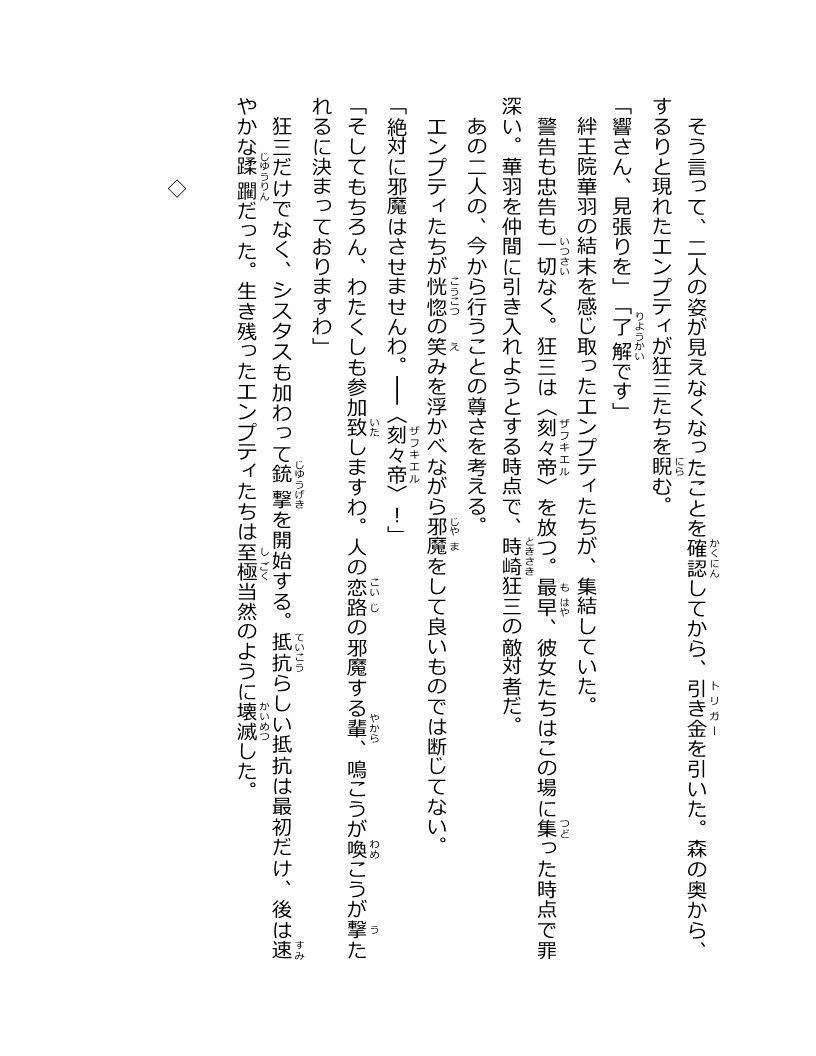 そう言って、二人の姿が見えなくなったことを確認してから、引き金を引いた。森の奥から、
するりと現れたエンプティが狂三たちを睨む。
「響さん、見張りを」「了解です」
絆王院華羽の結末を感じ取ったエンプティたちが、集結していた。
警告も忠告も一切なく。狂三は〈刻々帝〉を放つ。最早、彼女たちはこの場に集った時点で罪
深い。華羽を仲間に引き入れようとする時点で、時崎狂三の敵対者だ。
あの二人の、今から行うことの尊さを考える。
エンプティたちが恍惚の笑みを浮かべながら邪魔をして良いものでは断じてない。
「絶対に邪魔はさせませんわ。――〈刻々帝〉！」
「そしてもちろん、わたくしも参加致しますわ。人の恋路の邪魔する輩、鳴こうが喚こうが撃た
れるに決まっておりますわ」
狂三だけでなく、シスタスも加わって銃撃を開始する。抵抗らしい抵抗は最初だけ、後は速
やかな蹂躙だった。生き残ったエンプティたちは至極当然のように壊滅した。
◇